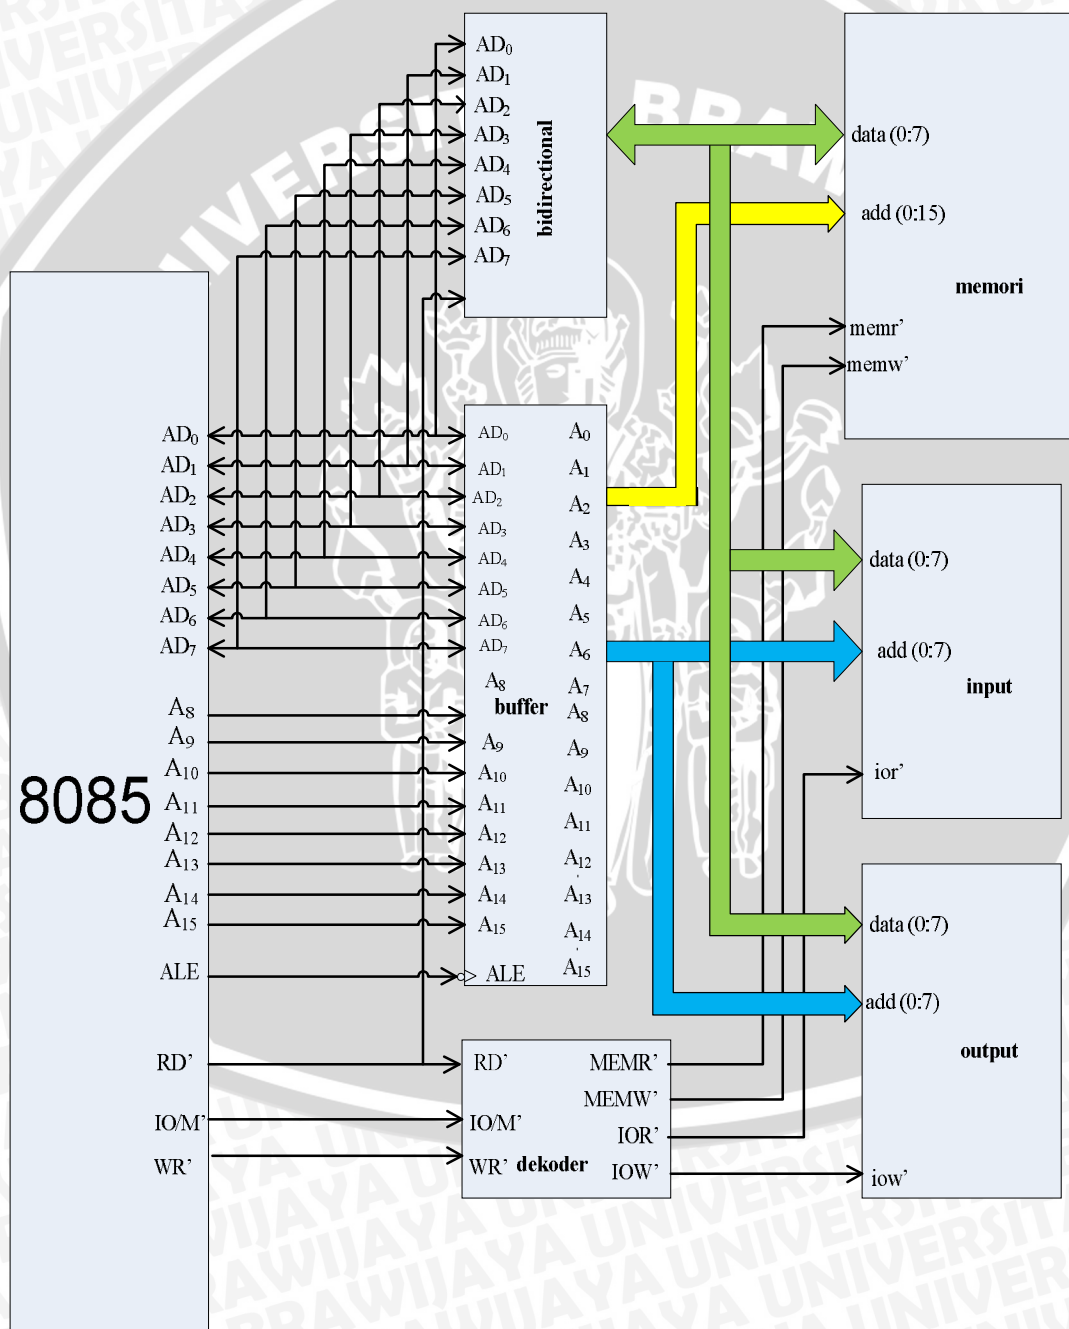 8085
AD₀
AD₁
AD₂
AD₃
AD₄
AD₅
AD₆
AD₇
A₈
A₉
A₁₀
A₁₁
A₁₂
A₁₃
A₁₄
A₁₅
ALE
RD’
IO/M’
WR’
AD₀
AD₁
AD₂
AD₃
AD₄
AD₅
AD₆
AD₇
bidirectional
AD₀
AD₁
AD₂
AD₃
AD₄
AD₅
AD₆
AD₇
A₈
buffer
A₉
A₁₀
A₁₁
A₁₂
A₁₃
A₁₄
A₁₅
ALE
A₀
A₁
A₂
A₃
A₄
A₅
A₆
A₇
A₈
A₉
A₁₀
A₁₁
A₁₂
A₁₃
A₁₄
A₁₅
RD’
IO/M’
WR’
dekoder
MEMR’
MEMW’
IOR’
IOW’
data (0:7)
add (0:15)
memori
memr’
memw’
data (0:7)
add (0:7)
input
ior’
data (0:7)
add (0:7)
output
iow’